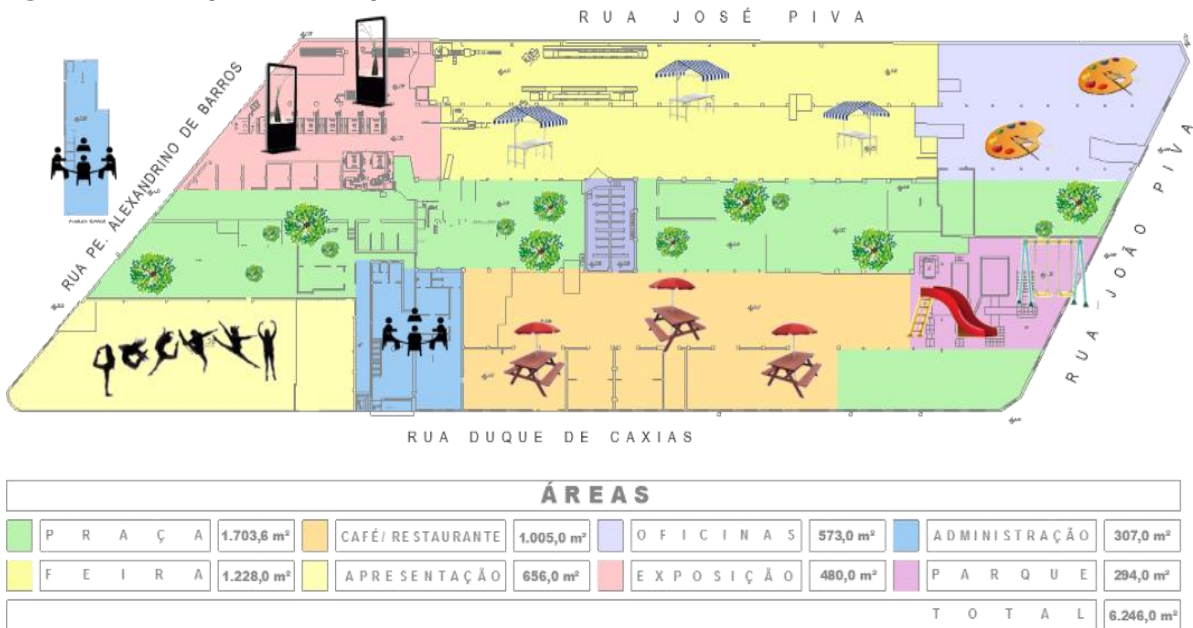 RUA JOSÉ PIVA
RUA PE. ALEXANDRINO DE BARROS
RUA JOÃO PIVA
RUA DUQUE DE CAXIAS
ÁREAS
PRAÇA 1.703,6 m² CAFÉ/RESTAURANTE 1.005,0 m² OFICINAS 573,0 m² ADMINISTRAÇÃO 307,0 m²
FEIRA 1.228,0 m² APRESENTAÇÃO 656,0 m² EXPOSIÇÃO 480,0 m² PARQUE 294,0 m²
TOTAL 6.246,0 m²